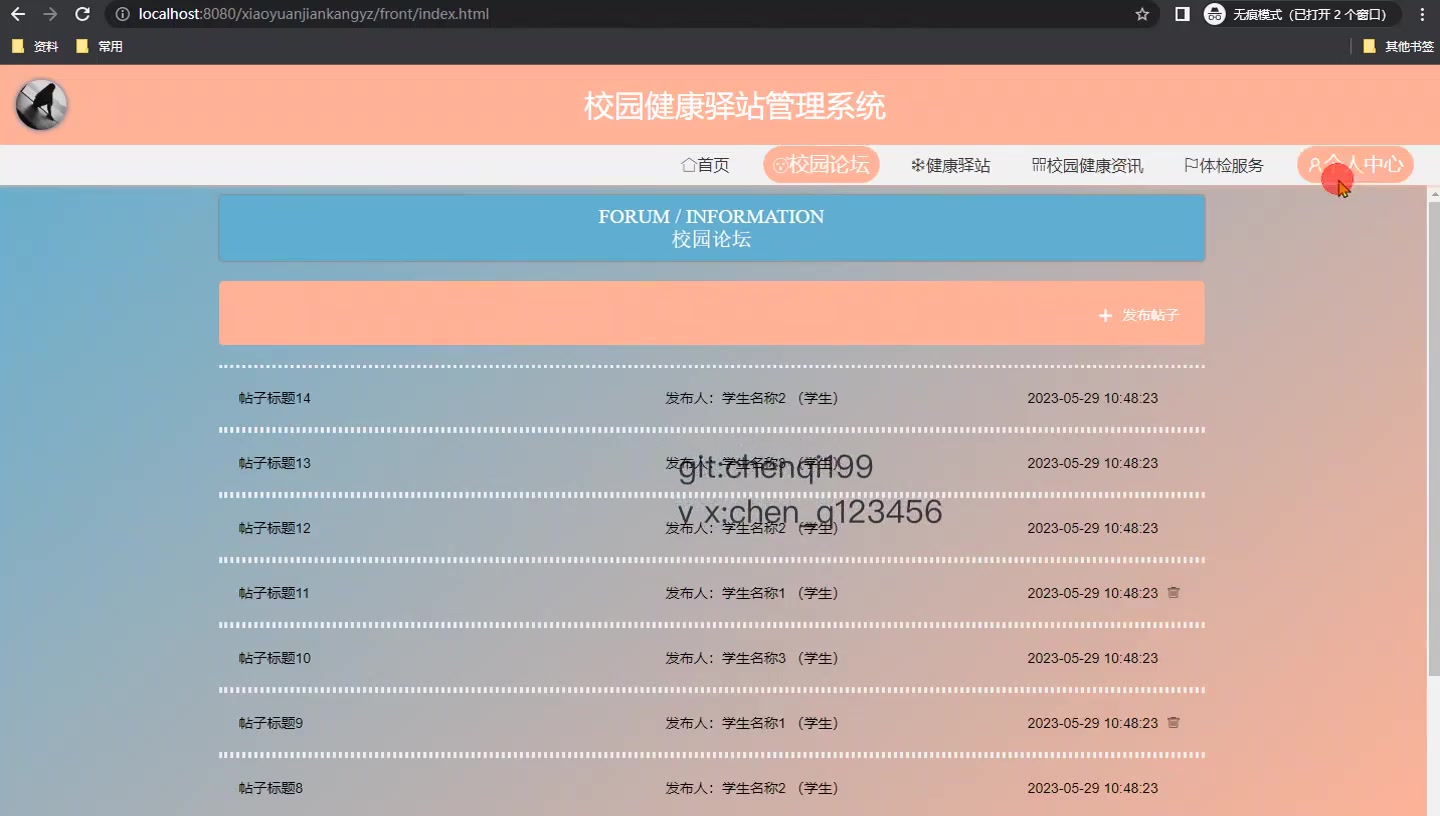 localhost:8080/xiaoyuanjiankangyz/front/index.html
无痕模式（已打开 2 个窗口）
资料 常用 其他书签
校园健康驿站管理系统
首页 校园论坛 健康驿站 校园健康资讯 体检服务 个人中心
FORUM / INFORMATION
校园论坛
+ 发布帖子
帖子标题14 发布人：学生名称2 （学生） 2023-05-29 10:48:23
帖子标题13 发布人：学生名称3 （学生） 2023-05-29 10:48:23
git:chenqi199
v x:chen_q123456
帖子标题12 发布人：学生名称2 （学生） 2023-05-29 10:48:23
帖子标题11 发布人：学生名称1 （学生） 2023-05-29 10:48:23
帖子标题10 发布人：学生名称3 （学生） 2023-05-29 10:48:23
帖子标题9 发布人：学生名称1 （学生） 2023-05-29 10:48:23
帖子标题8 发布人：学生名称2 （学生） 2023-05-29 10:48:23